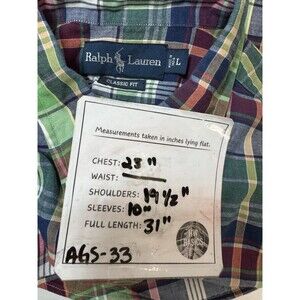 Ralph Lauren L
CLASSIC FIT
Measurements taken in inches lying flat.
CHEST: 23"
WAIST:
SHOULDERS: 19 1/2"
SLEEVES: 10"
FULL LENGTH: 31"
BASICS
AGS-33